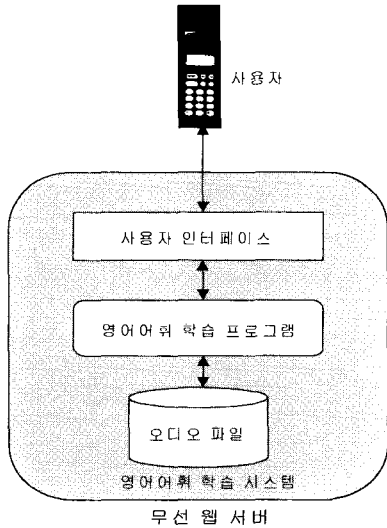 사용자
사용자 인터페이스
영어어휘 학습 프로그램
오디오 파일
영어어휘 학습 시스템
무선 웹 서버